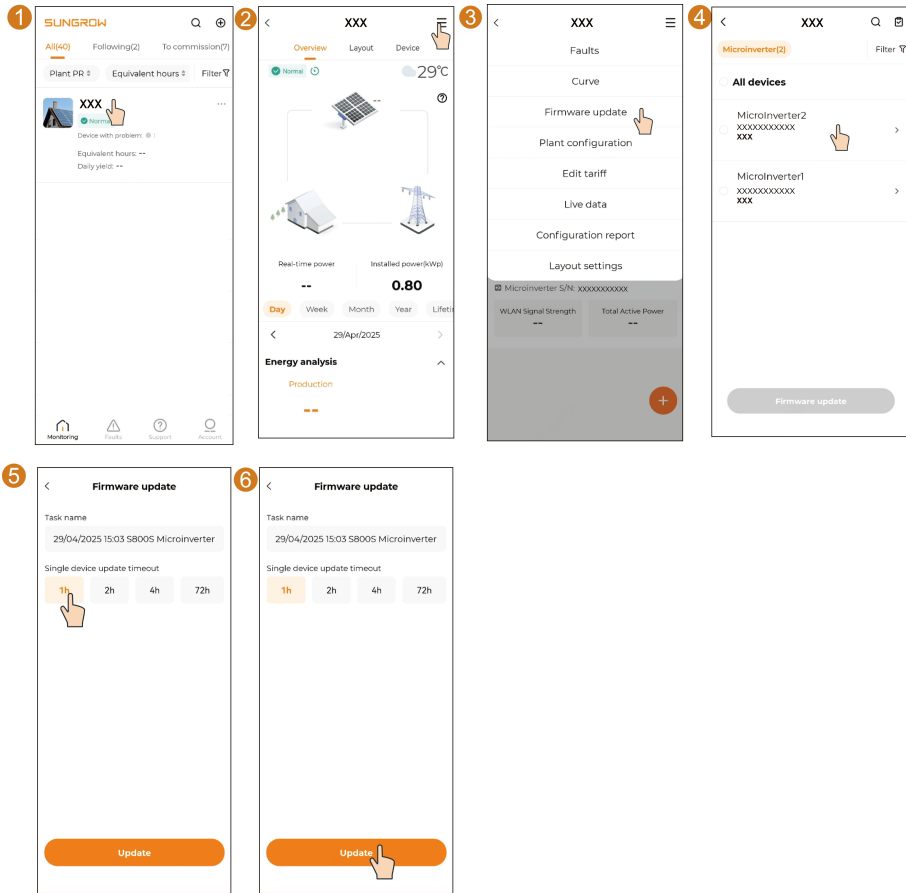 1
SUNGROW
All(40) Following(2) To commission(7)
Plant PR Equivalent hours Filter
XXX
Normal
Device with problem: 1
Equivalent hours: --
Daily yield: --
Monitoring Faults Support Account
2
XXX
Overview Layout Device
Normal 29℃
--
Real-time power Installed power(kWp)
-- 0.80
Day Week Month Year Lifeti
29/Apr/2025
Energy analysis
Production
--
3
XXX
Faults
Curve
Firmware update
Plant configuration
Edit tariff
Live data
Configuration report
Layout settings
Microinverter S/N: xxxxxxxxxxx
WLAN Signal Strength Total Active Power
-- --
+
4
XXX
Microinverter(2) Filter
All devices
MicroInverter2
XXXXXXXXXXX
XXX
MicroInverter1
XXXXXXXXXXX
XXX
Firmware update
5
Firmware update
Task name
29/04/2025 15:03 S800S Microinverter
Single device update timeout
1h 2h 4h 72h
Update
6
Firmware update
Task name
29/04/2025 15:03 S800S Microinverter
Single device update timeout
1h 2h 4h 72h
Update